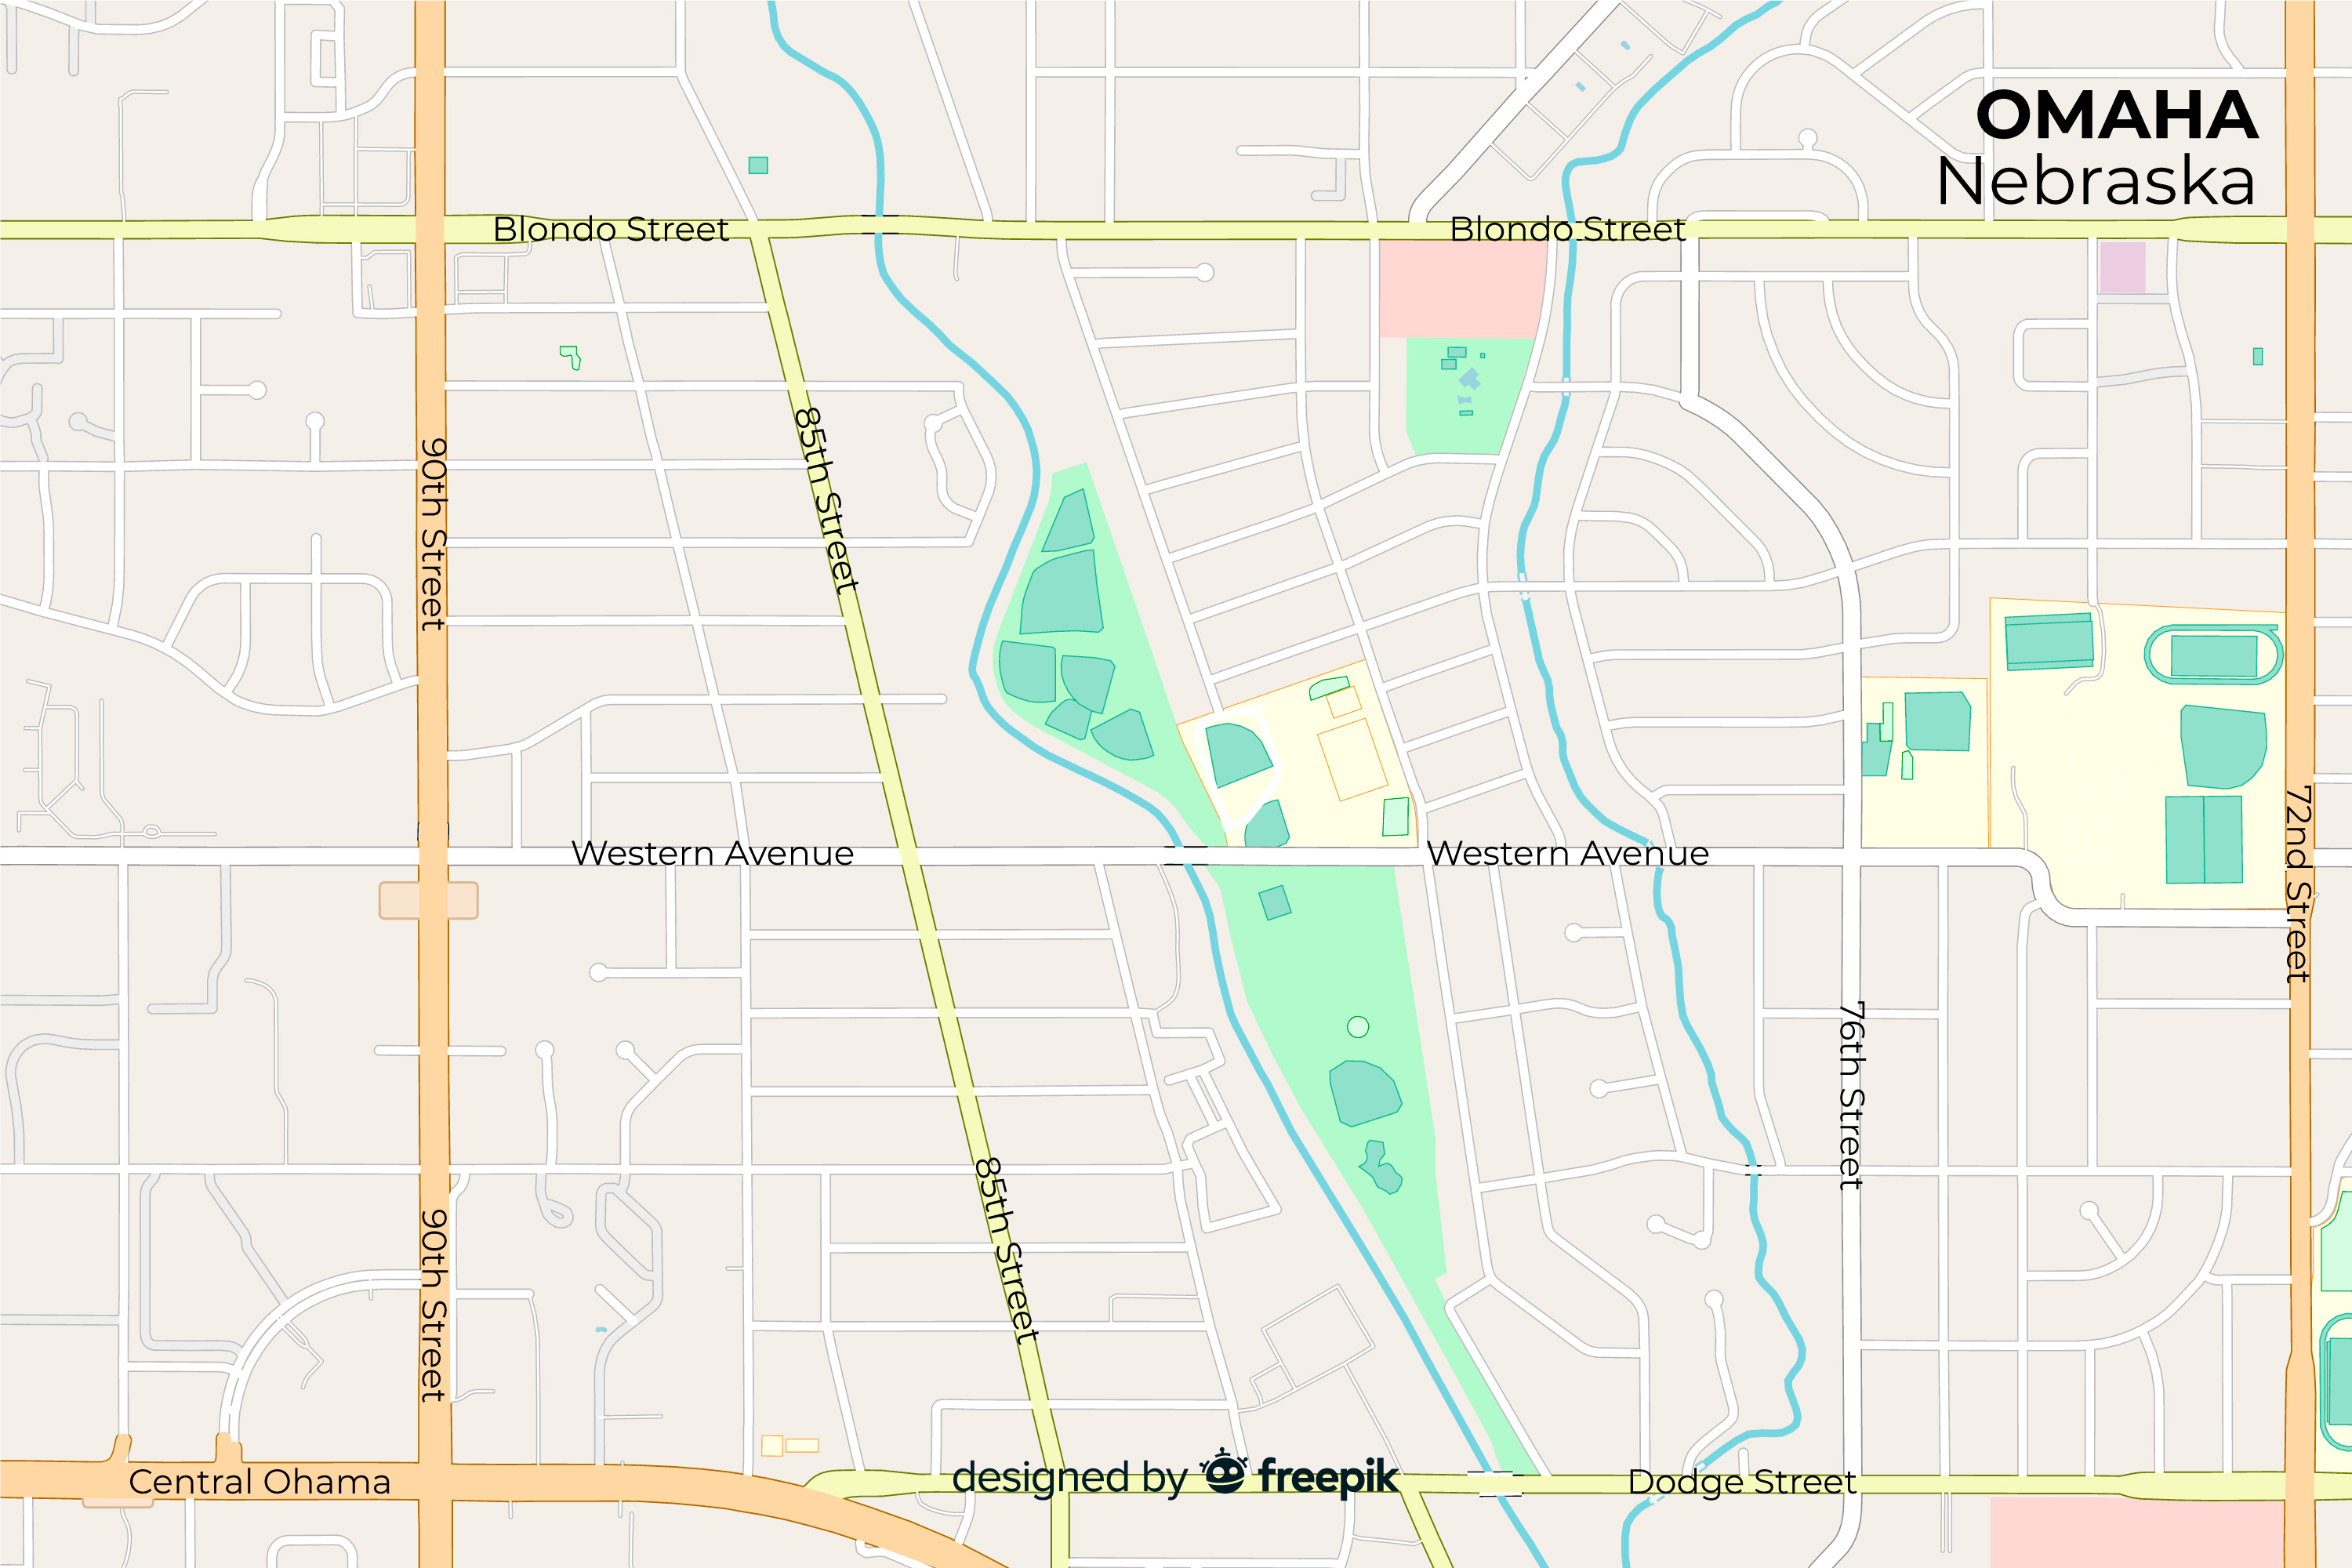 OMAHA
Nebraska
Blondo Street
Blondo Street
90th Street
85th Street
Western Avenue
Western Avenue
72nd Street
76th Street
85th Street
90th Street
Central Ohama
designed by freepik
Dodge Street